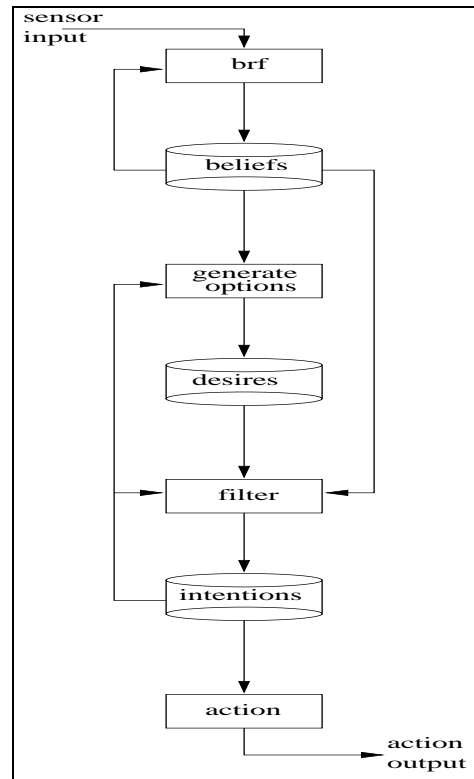 sensor
input
brf
beliefs
generate
options
desires
filter
intentions
action
action
output